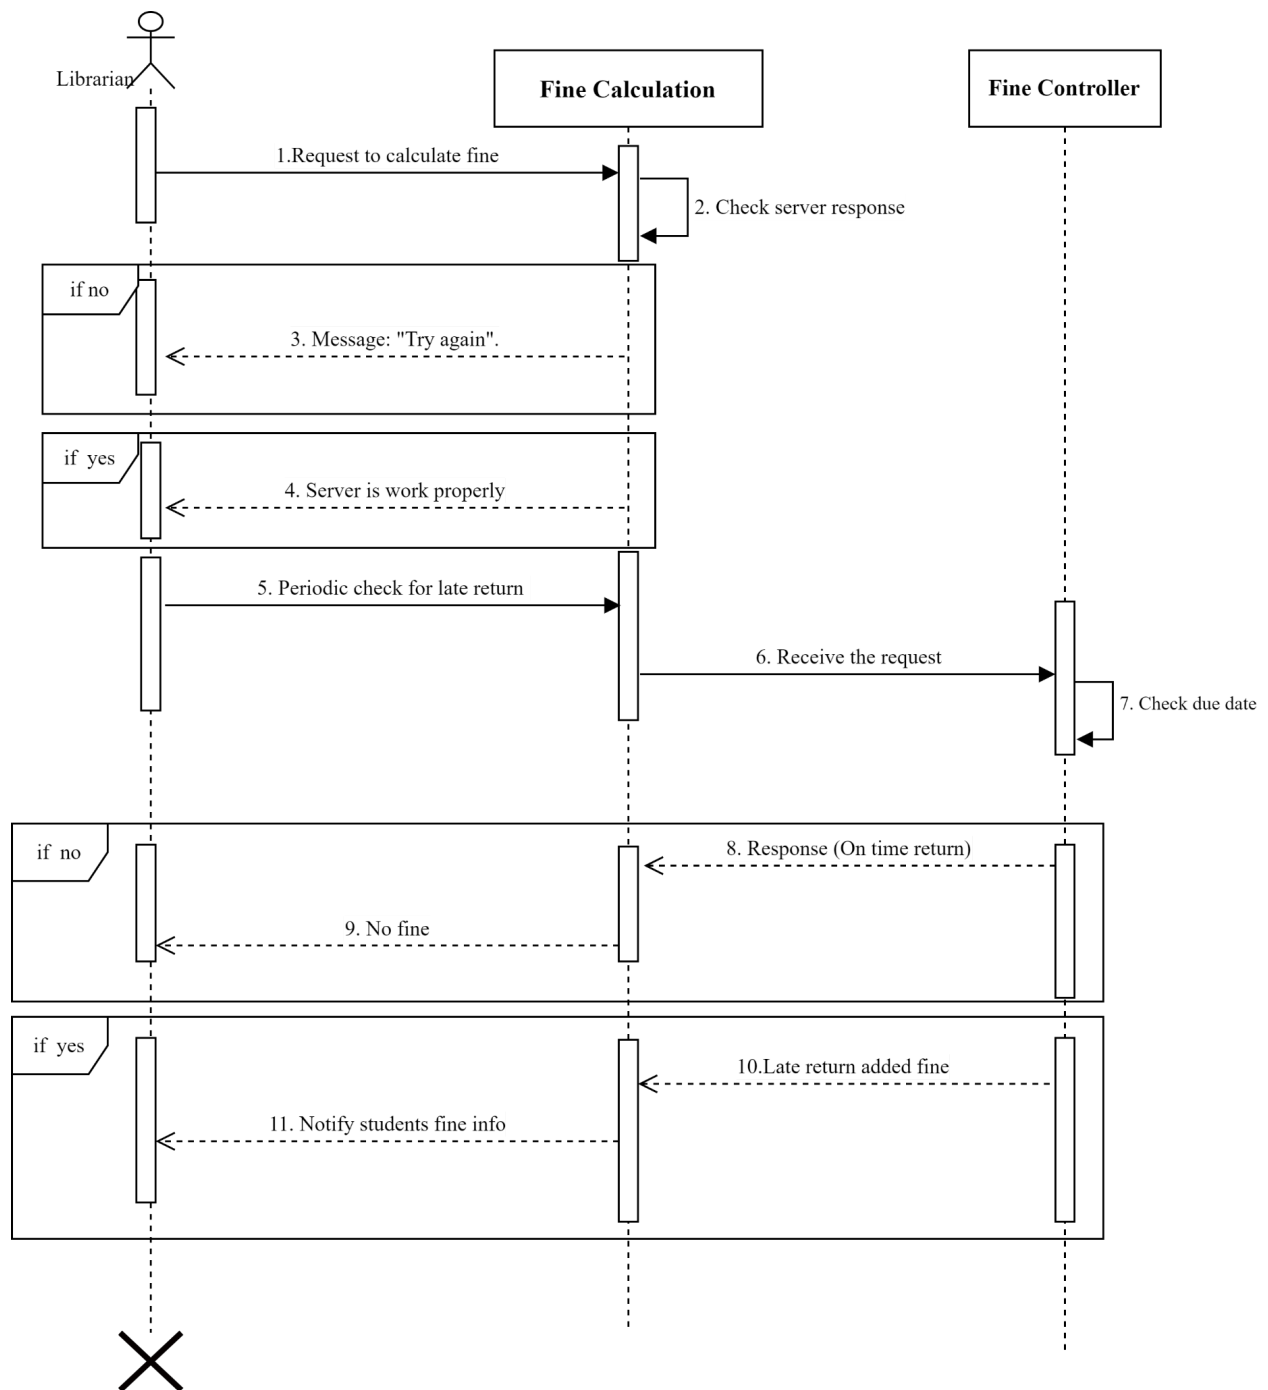 Librarian
Fine Calculation
Fine Controller
1.Request to calculate fine
2. Check server response
if no
3. Message: "Try again".
if yes
4. Server is work properly
5. Periodic check for late return
6. Receive the request
7. Check due date
if no
8. Response (On time return)
9. No fine
if yes
10.Late return added fine
11. Notify students fine info